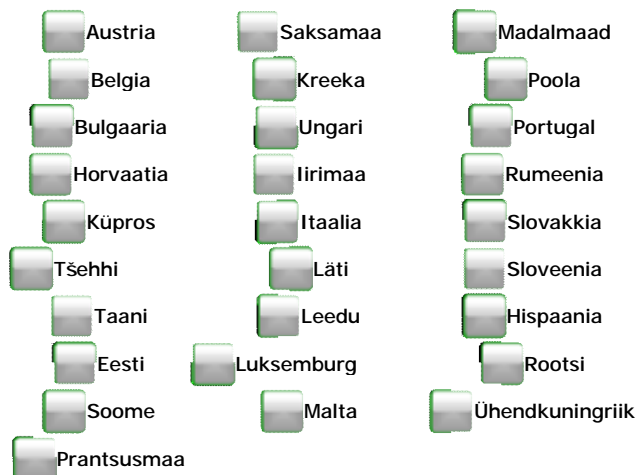 Austria
Belgia
Bulgaaria
Horvaatia
Küpros
Tšehhi
Taani
Eesti
Soome
Prantsusmaa
Saksamaa
Kreeka
Ungari
Iirimaa
Itaalia
Läti
Leedu
Luksemburg
Malta
Madalmaad
Poola
Portugal
Rumeenia
Slovakkia
Sloveenia
Hispaania
Rootsi
Ühendkuningriik